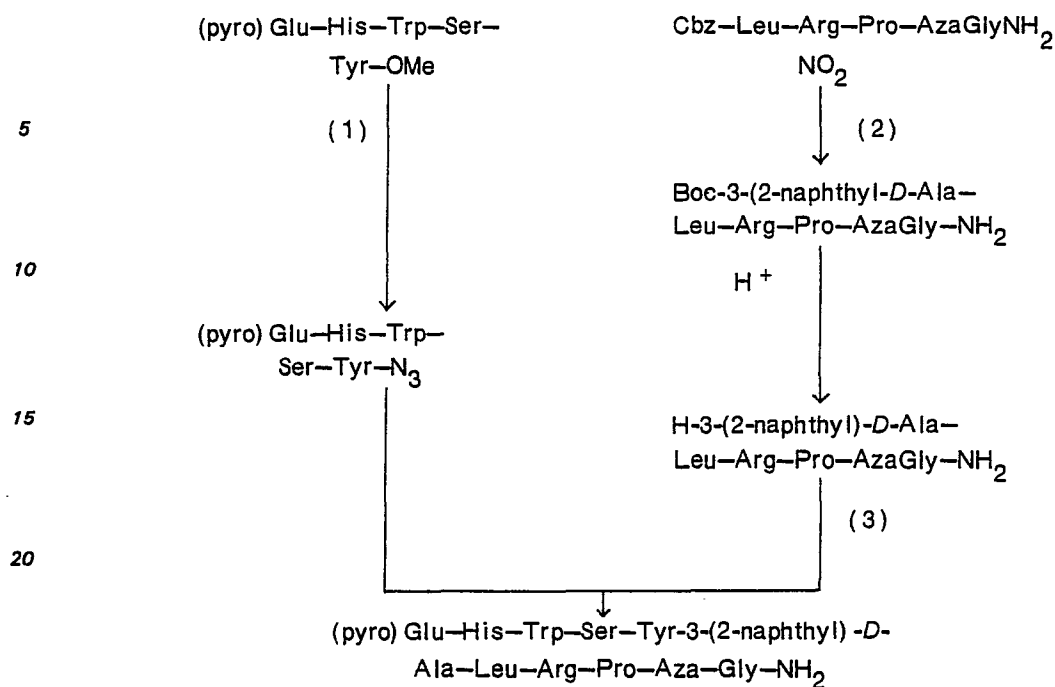 (pyro) Glu—His—Trp—Ser—
Tyr—OMe
Cbz—Leu—Arg—Pro—AzaGlyNH2
NO2
5
(1)
(2)
Boc-3-(2-naphthyl-D-Ala—
Leu—Arg—Pro—AzaGly—NH2
10
H +
(pyro) Glu—His—Trp—
Ser—Tyr—N3
15
H-3-(2-naphthyl)-D-Ala—
Leu—Arg—Pro—AzaGly—NH2
(3)
20
(pyro) Glu—His—Trp—Ser—Tyr-3-(2-naphthyl) -D-
Ala—Leu—Arg—Pro—Aza—Gly—NH2